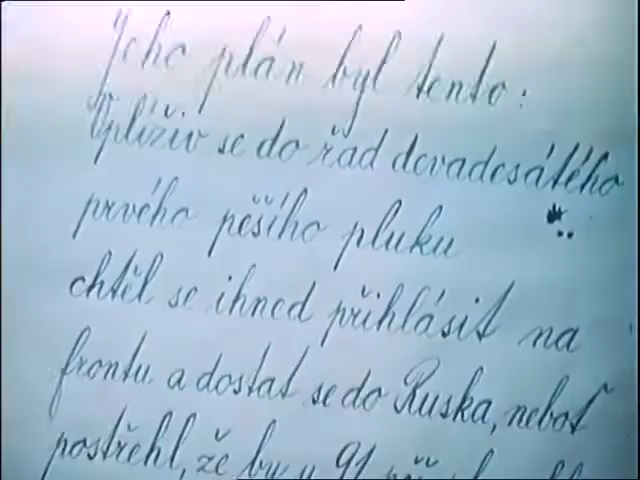 Jeho plán byl tento:
Vplíživ se do řad devadesátého
prvého pěšího pluku
chtěl se ihned přihlásit na
frontu a dostat se do Ruska, neboť
postřehl, že by u 91